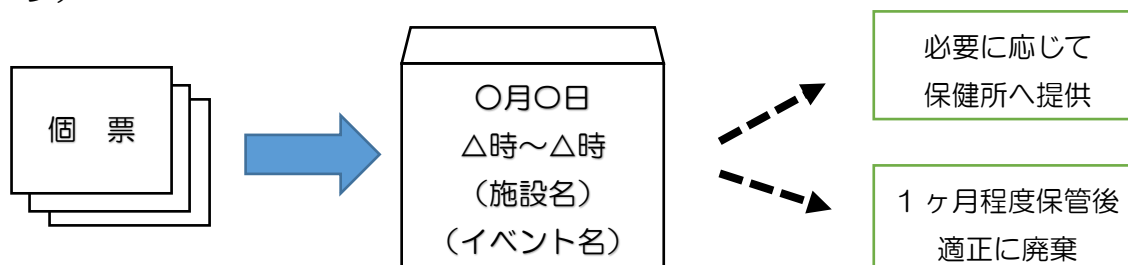 個　票
〇月〇日
△時～△時
（施設名）
（イベント名）
必要に応じて
保健所へ提供
１ヶ月程度保管後
適正に廃棄